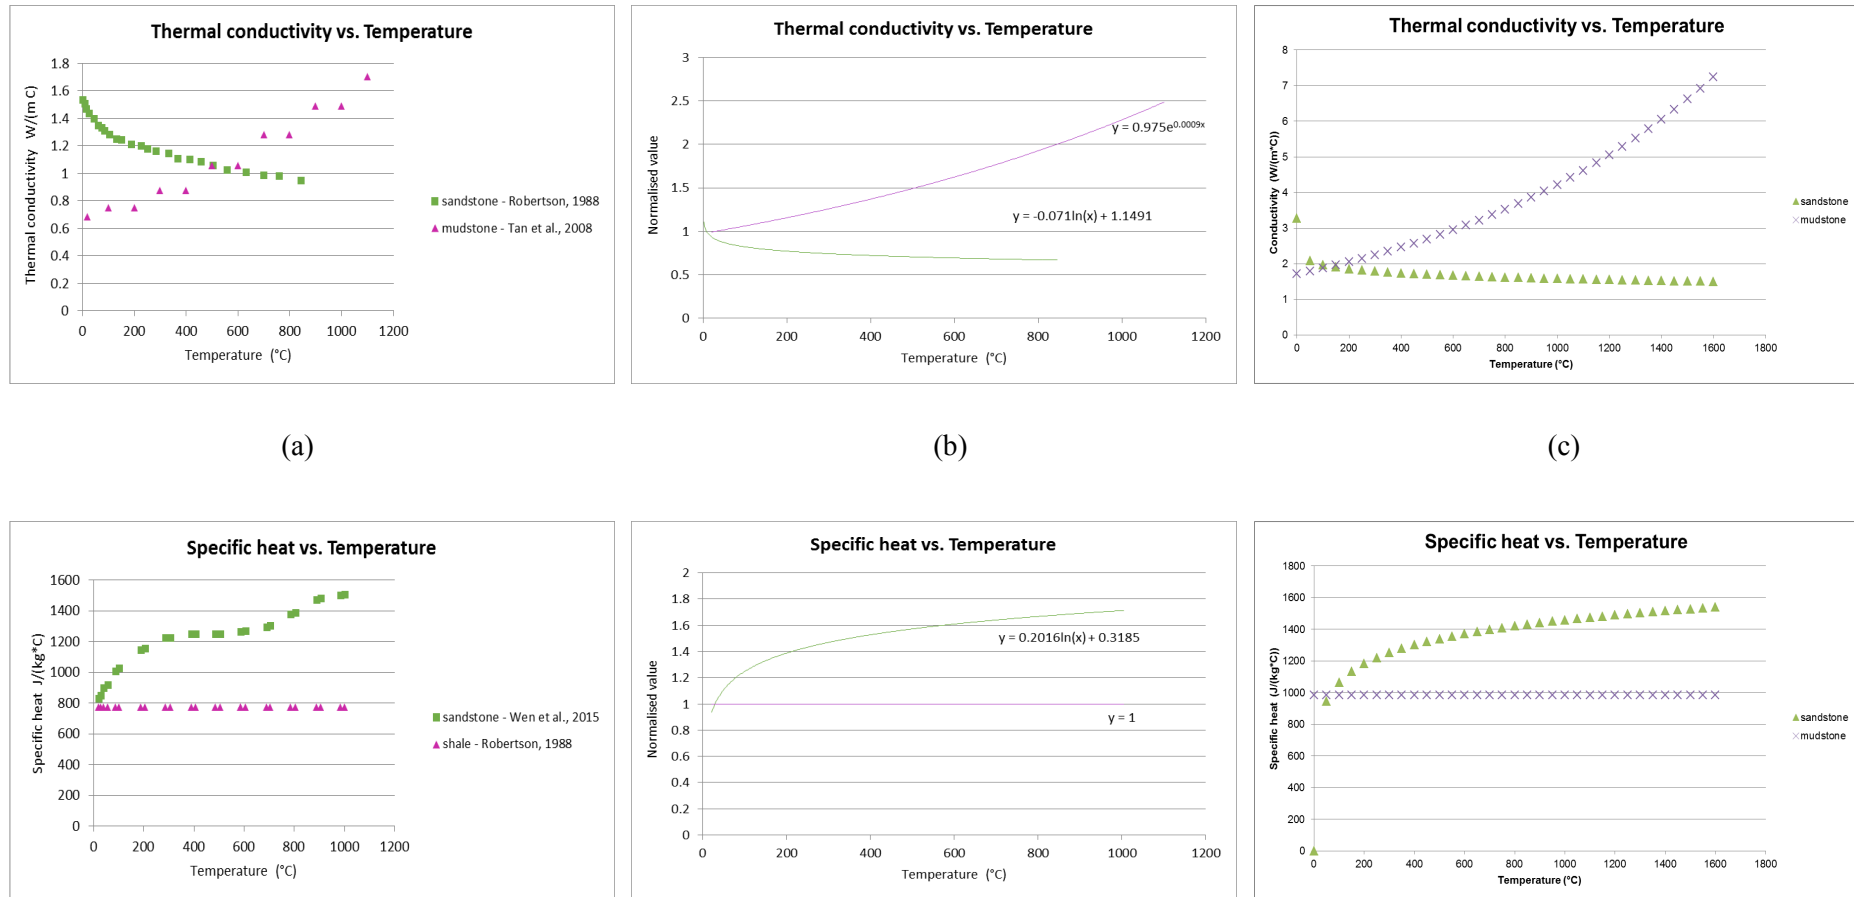 Thermal conductivity vs. Temperature
Thermal conductivity W/(m C)
1.8
1.6
1.4
1.2
1
0.8
0.6
0.4
0.2
0
0 200 400 600 800 1000 1200
Temperature (°C)
sandstone - Robertson, 1988
mudstone - Tan et al., 2008
Thermal conductivity vs. Temperature
Normalised value
3
2.5
2
1.5
1
0.5
0
0 200 400 600 800 1000 1200
Temperature (°C)
y = 0.975e^0.0009x
y = -0.071ln(x) + 1.1491
Thermal conductivity vs. Temperature
Conductivity (W/(m*°C))
8
7
6
5
4
3
2
1
0
0 200 400 600 800 1000 1200 1400 1600 1800
Temperature (°C)
sandstone
mudstone
(a) (b) (c)
Specific heat vs. Temperature
Specific heat J/(kg*°C)
1600
1400
1200
1000
800
600
400
200
0
0 200 400 600 800 1000 1200
Temperature (°C)
sandstone - Wen et al., 2015
shale - Robertson, 1988
Specific heat vs. Temperature
Normalised value
2
1.8
1.6
1.4
1.2
1
0.8
0.6
0.4
0.2
0
0 200 400 600 800 1000 1200
Temperature (°C)
y = 0.2016ln(x) + 0.3185
y = 1
Specific heat vs. Temperature
Specific heat (J/(kg*°C))
1800
1600
1400
1200
1000
800
600
400
200
0
0 200 400 600 800 1000 1200 1400 1600 1800
Temperature (°C)
sandstone
mudstone